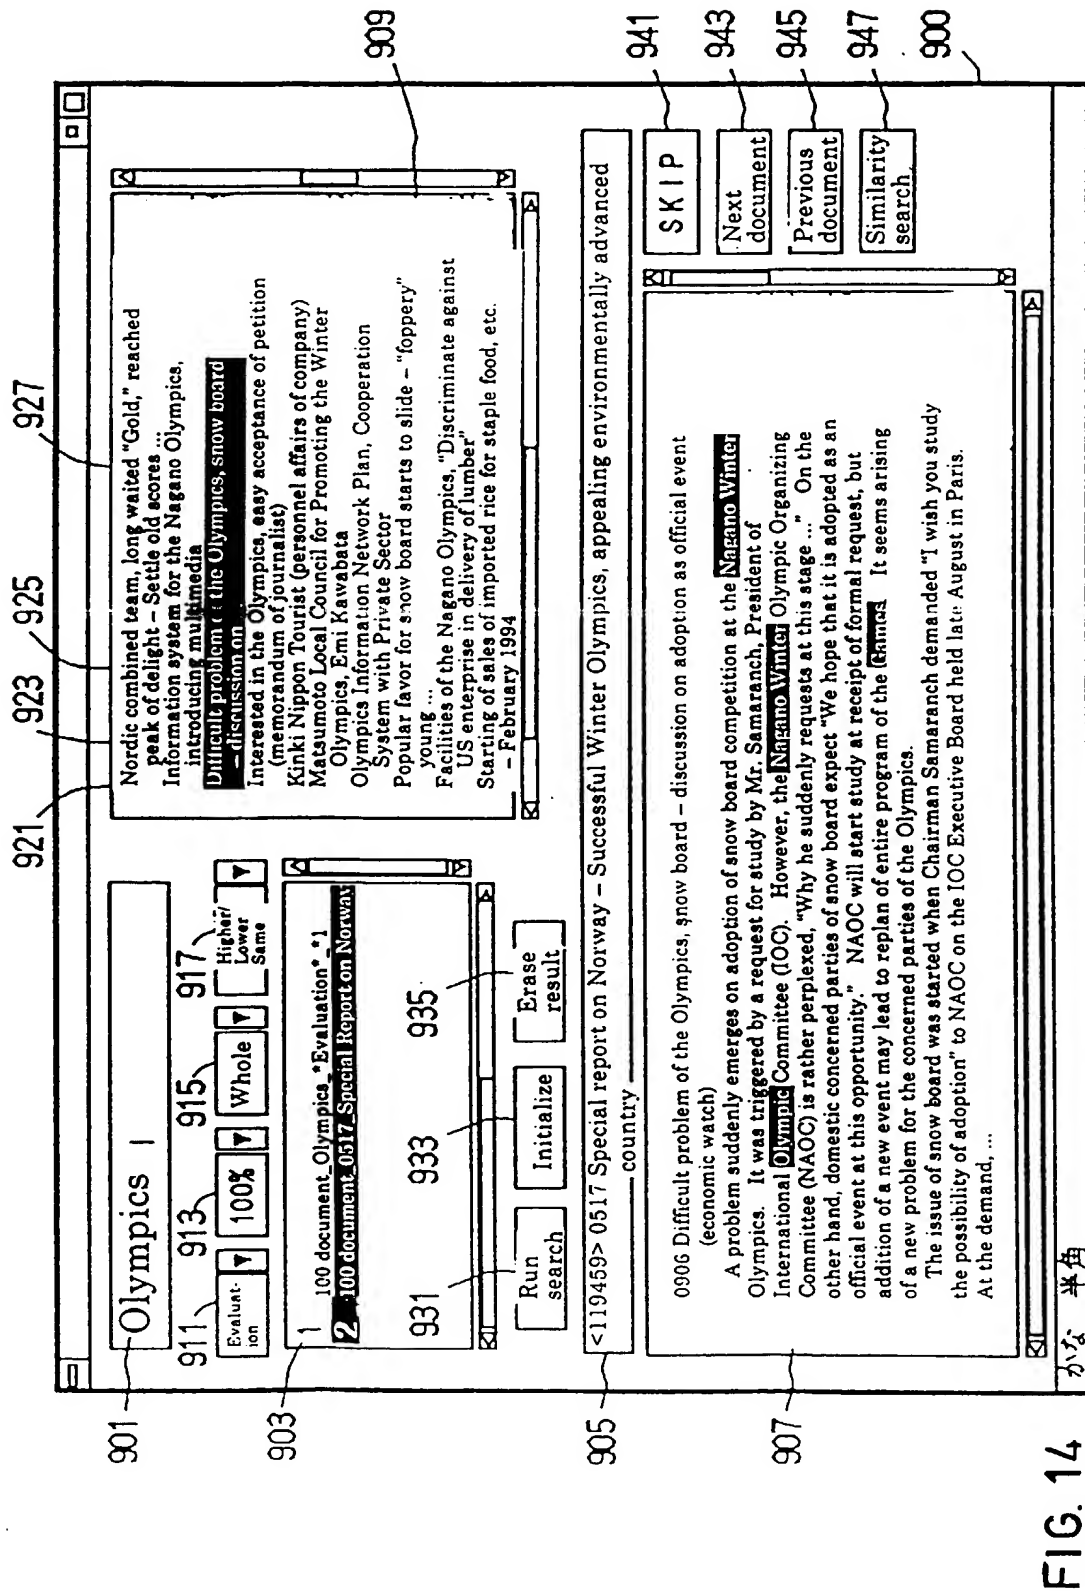 921
923
925
927
901
Olympics
911
913
915
917
Evaluat-
ion
100%
Whole
Higher/
Lower
Same
903
1 100 document_Olympics_*Evaluation*_*1
2 100 document_0517_Special Report on Norway
931
933
935
Run
search
Initialize
Erase
result
Nordic combined team, long waited "Gold," reached
peak of delight – Settle old scores ...
Information system for the Nagano Olympics,
introducing multimedia
Difficult problem of the Olympics, snow board
– discussion on ...
Interested in the Olympics, easy acceptance of petition
(memorandum of journalist)
Kinki Nippon Tourist (personnel affairs of company)
Matsumoto Local Council for Promoting the Winter
Olympics, Emi Kawabata
Olympics Information Network Plan, Cooperation
System with Private Sector
Popular favor for snow board starts to slide – "foppery"
young ...
Facilities of the Nagano Olympics, "Discriminate against
US enterprise in delivery of lumber"
Starting of sales of imported rice for staple food, etc.
– February 1994
909
905
<119459> 0517 Special report on Norway – Successful Winter Olympics, appealing environmentally advanced
country
907
0906 Difficult problem of the Olympics, snow board – discussion on adoption as official event
(economic watch)
A problem suddenly emerges on adoption of snow board competition at the Nagano Winter
Olympics. It was triggered by a request for study by Mr. Samaranch, President of
International Olympic Committee (IOC). However, the Nagano Winter Olympic Organizing
Committee (NAOC) is rather perplexed, "Why he suddenly requests at this stage ..." On the
other hand, domestic concerned parties of snow board expect "We hope that it is adopted as an
official event at this opportunity." NAOC will start study at receipt of formal request, but
addition of a new event may lead to replan of entire program of the Games It seems arising
of a new problem for the concerned parties of the Olympics.
The issue of snow board was started when Chairman Samaranch demanded "I wish you study
the possibility of adoption" to NAOC on the IOC Executive Board held late August in Paris.
At the demand, ...
SKIP
941
Next
document
943
Previous
document
945
Similarity
search
947
900
かな 半角
FIG. 14